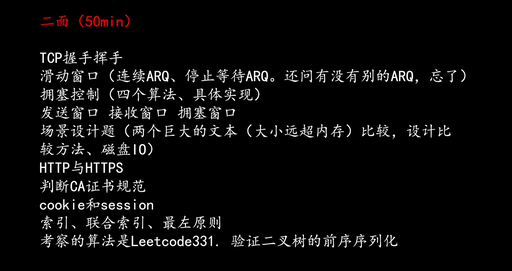 二面（50min）
TCP握手挥手
滑动窗口（连续ARQ、停止等待ARQ。还问有没有别的ARQ，忘了）
拥塞控制（四个算法、具体实现）
发送窗口 接收窗口 拥塞窗口
场景设计题（两个巨大的文本（大小远超内存）比较，设计比
较方法、磁盘IO）
HTTP与HTTPS
判断CA证书规范
cookie和session
索引、联合索引、最左原则
考察的算法是Leetcode331. 验证二叉树的前序序列化